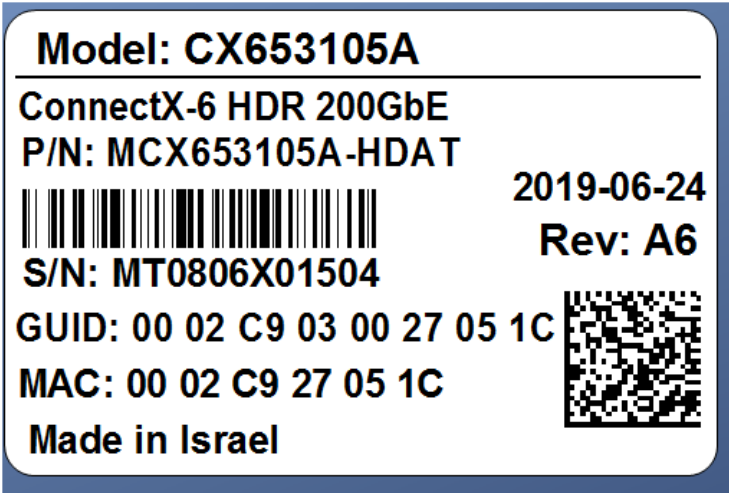 Model: CX653105A
ConnectX-6 HDR 200GbE
P/N: MCX653105A-HDAT
2019-06-24
Rev: A6
S/N: MT0806X01504
GUID: 00 02 C9 03 00 27 05 1C
MAC: 00 02 C9 27 05 1C
Made in Israel